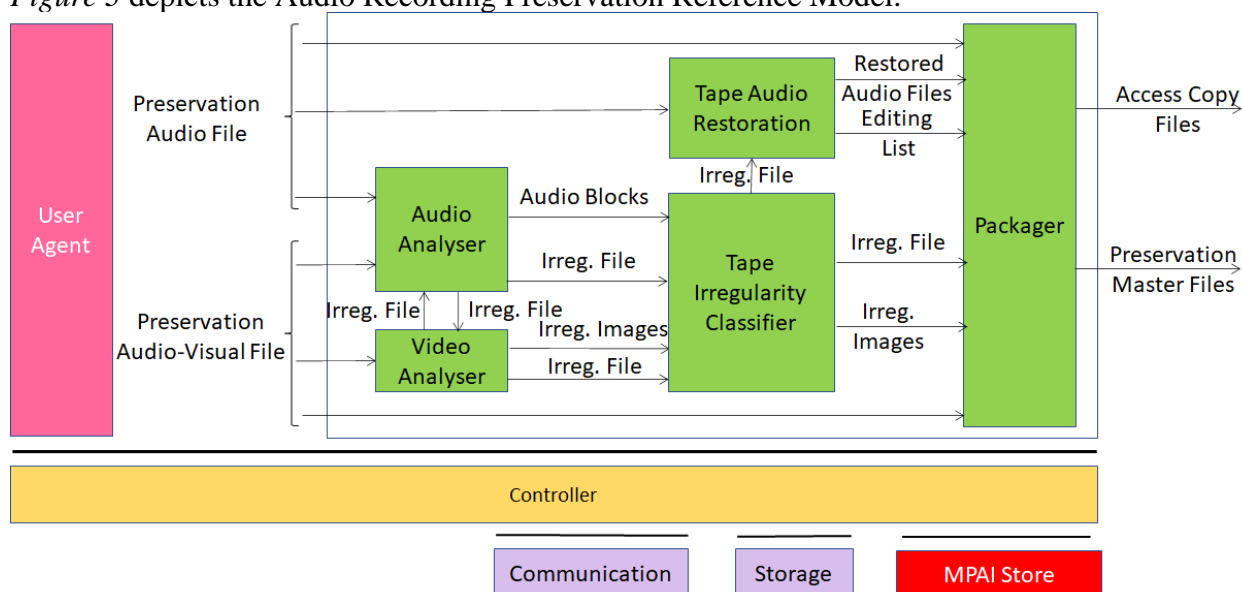 Figure 3 depicts the Audio Recording Preservation Reference Model.
User
Agent
Preservation
Audio File
Preservation
Audio-Visual File
Audio
Analyser
Irreg. File
Irreg. File
Video
Analyser
Audio Blocks
Irreg. File
Irreg. Images
Irreg. File
Tape Audio
Restoration
Irreg. File
Tape
Irregularity
Classifier
Restored
Audio Files
Editing
List
Irreg. File
Irreg.
Images
Packager
Access Copy
Files
Preservation
Master Files
Controller
Communication
Storage
MPAI Store